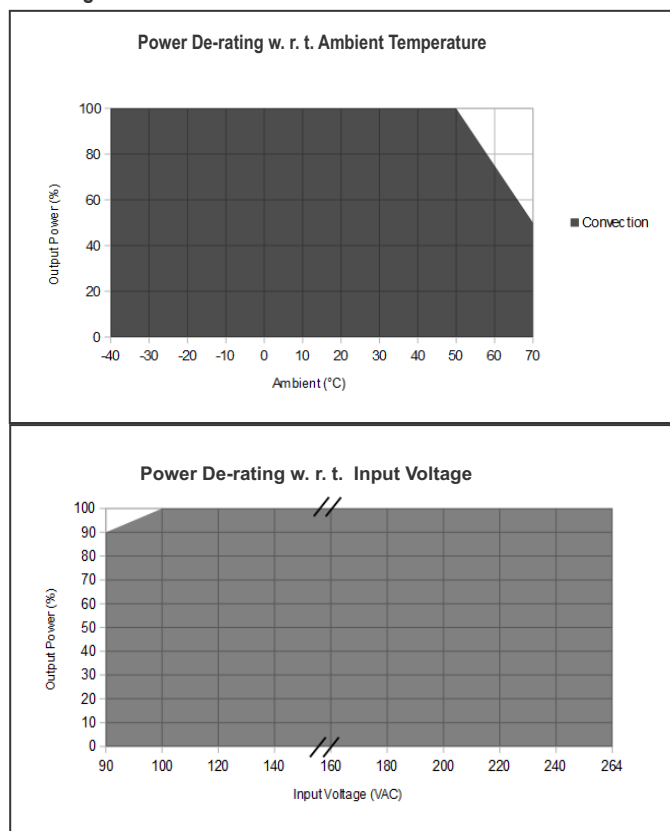 Power De-rating w. r. t. Ambient Temperature
100
80
60
40
20
0
Output Power (%)
-40 -30 -20 -10 0 10 20 30 40 50 60 70
Ambient (°C)
Convection
Power De-rating w. r. t. Input Voltage
100
90
80
70
60
50
40
30
20
10
0
Output Power (%)
90 100 120 140 160 180 200 220 240 264
Input Voltage (VAC)